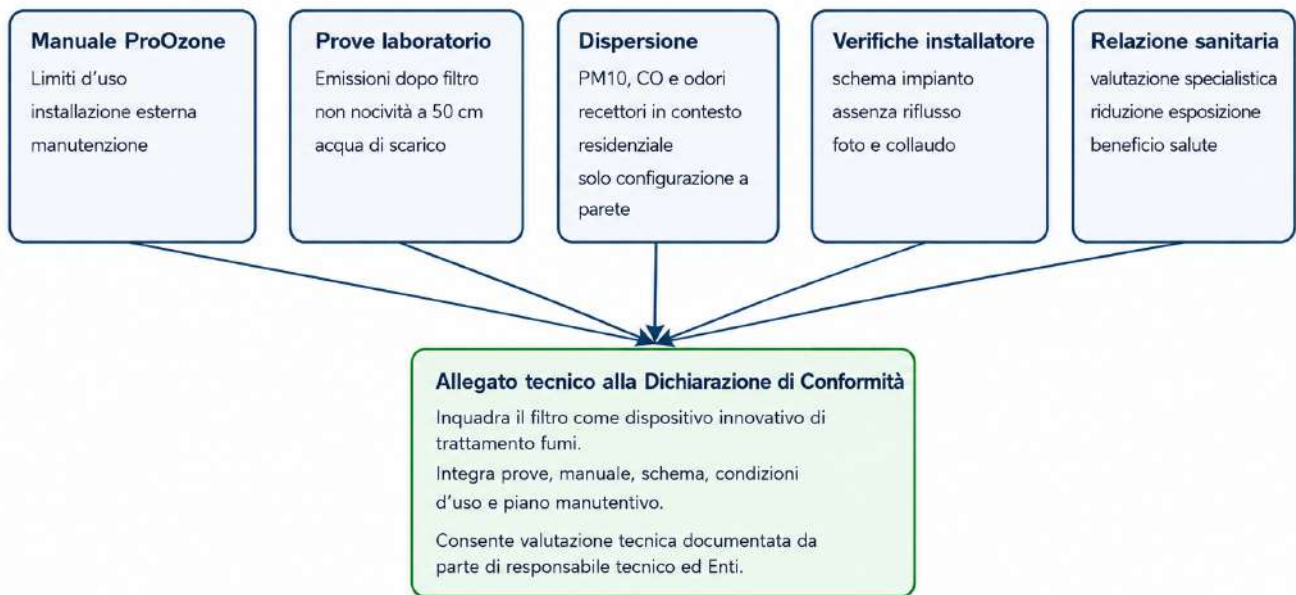 Manuale ProOzone
Limiti d'uso
installazione esterna
manutenzione
Prove laboratorio
Emissioni dopo filtro
non nocività a 50 cm
acqua di scarico
Dispersione
PM10, CO e odori
recettori in contesto
residenziale
solo configurazione a
parete
Verifiche installatore
schema impianto
assenza riflusso
foto e collaudo
Relazione sanitaria
valutazione specialistica
riduzione esposizione
beneficio salute
Allegato tecnico alla Dichiarazione di Conformità
Inquadra il filtro come dispositivo innovativo di
trattamento fumi.
Integra prove, manuale, schema, condizioni
d'uso e piano manutentivo.
Consente valutazione tecnica documentata da
parte di responsabile tecnico ed Enti.